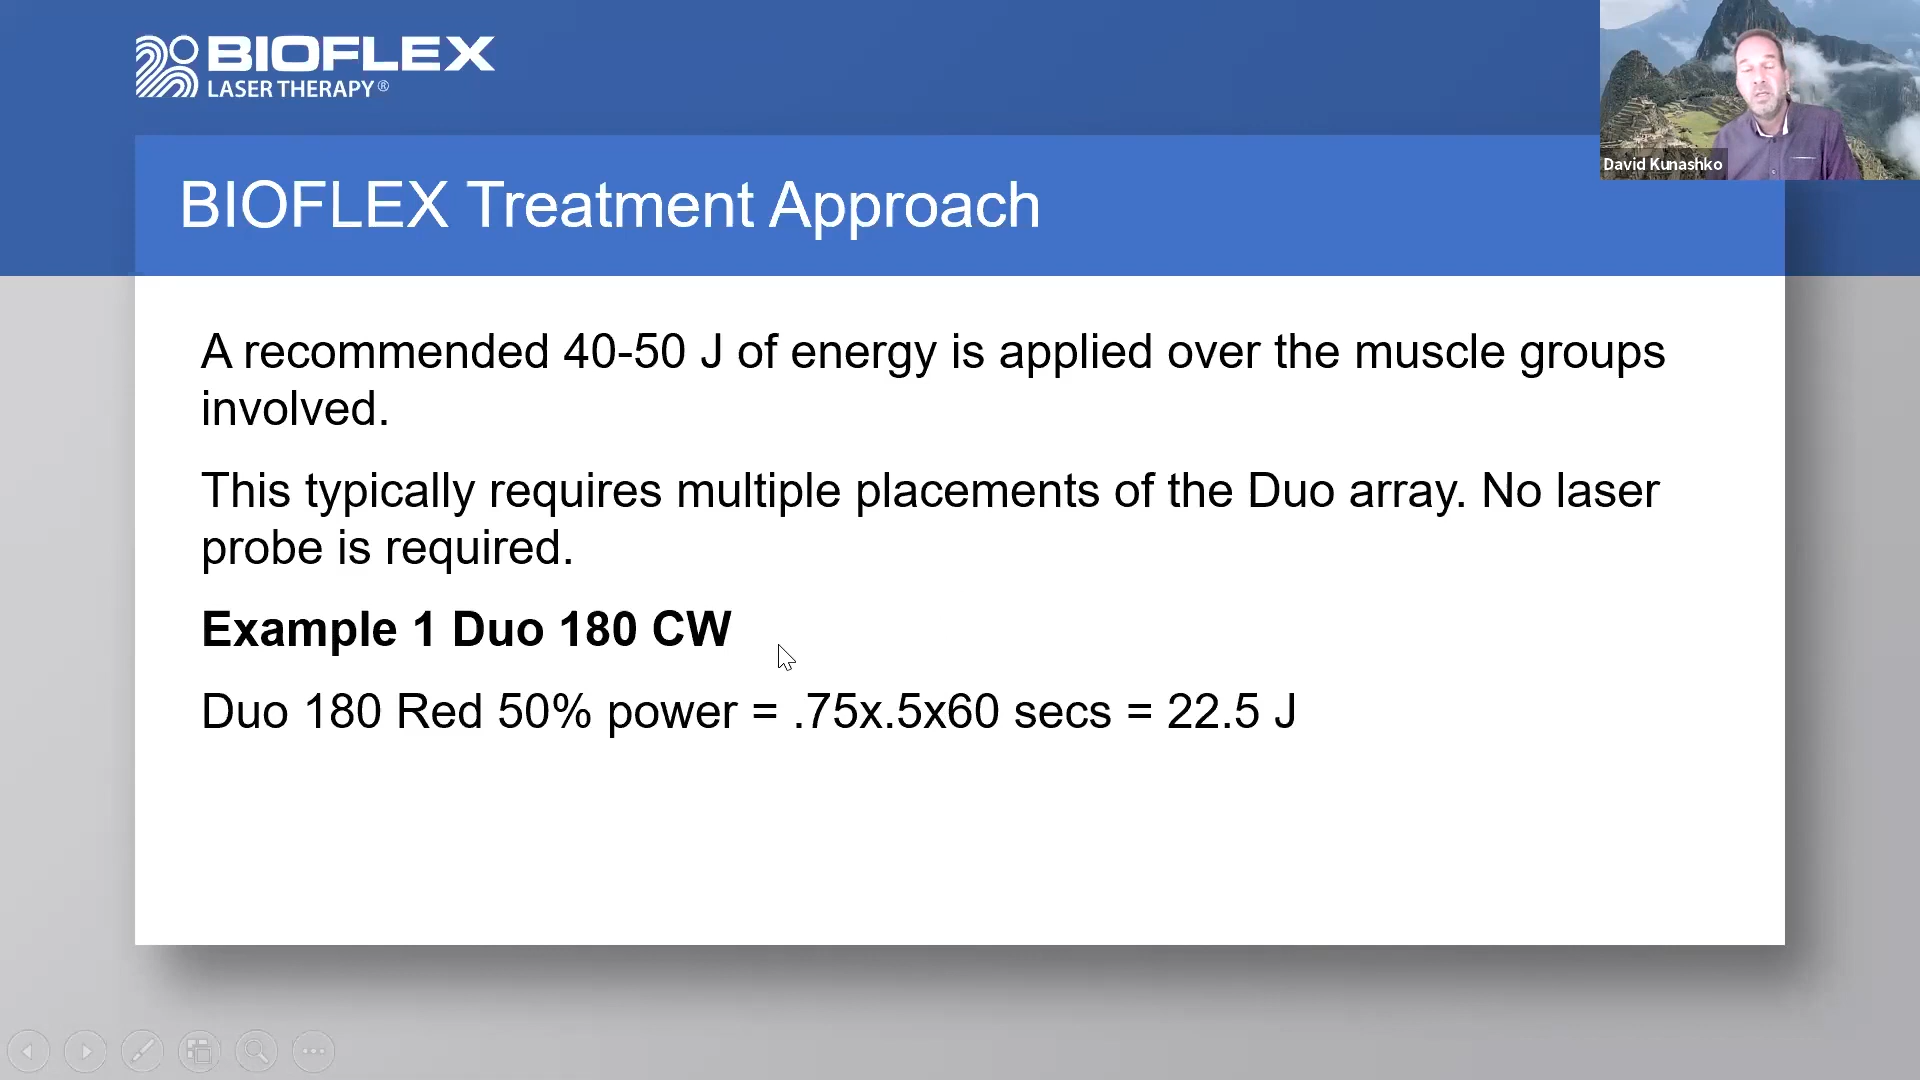 BIOFLEX
LASER THERAPY®
David Kunashko
BIOFLEX Treatment Approach
A recommended 40-50 J of energy is applied over the muscle groups
involved.
This typically requires multiple placements of the Duo array. No laser
probe is required.
Example 1 Duo 180 CW
Duo 180 Red 50% power = .75x.5x60 secs = 22.5 J